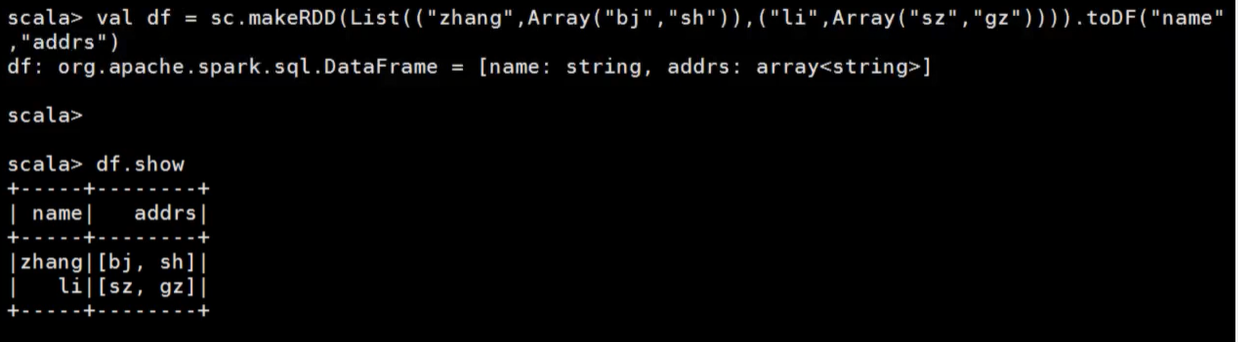 scala> val df = sc.makeRDD(List(("zhang",Array("bj","sh")),("li",Array("sz","gz")))).toDF("name"
,"addrs")
df: org.apache.spark.sql.DataFrame = [name: string, addrs: array<string>]
scala>
scala> df.show
+-----+--------+
| name|   addrs|
+-----+--------+
|zhang|[bj, sh]|
|   li|[sz, gz]|
+-----+--------+